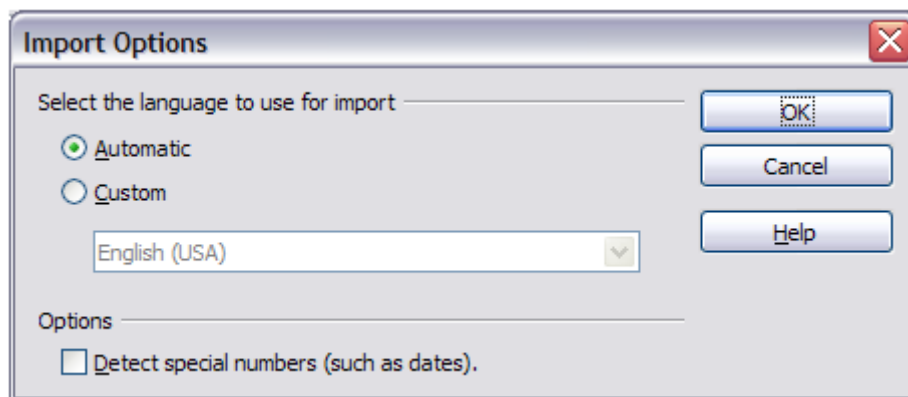 Import Options
Select the language to use for import
OK
Automatic
Cancel
Custom
Help
English (USA)
Options
Detect special numbers (such as dates).